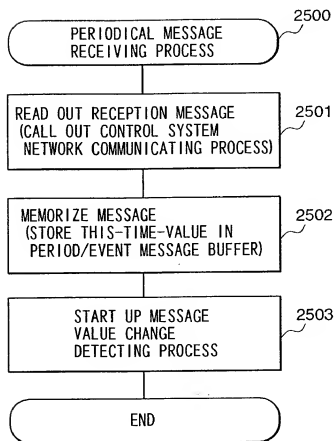 PERIODICAL MESSAGE
RECEIVING PROCESS
2500
READ OUT RECEPTION MESSAGE
(CALL OUT CONTROL SYSTEM
NETWORK COMMUNICATING PROCESS)
2501
MEMORIZE MESSAGE
(STORE THIS-TIME-VALUE IN
PERIOD/EVENT MESSAGE BUFFER)
2502
START UP MESSAGE
VALUE CHANGE
DETECTING PROCESS
2503
END